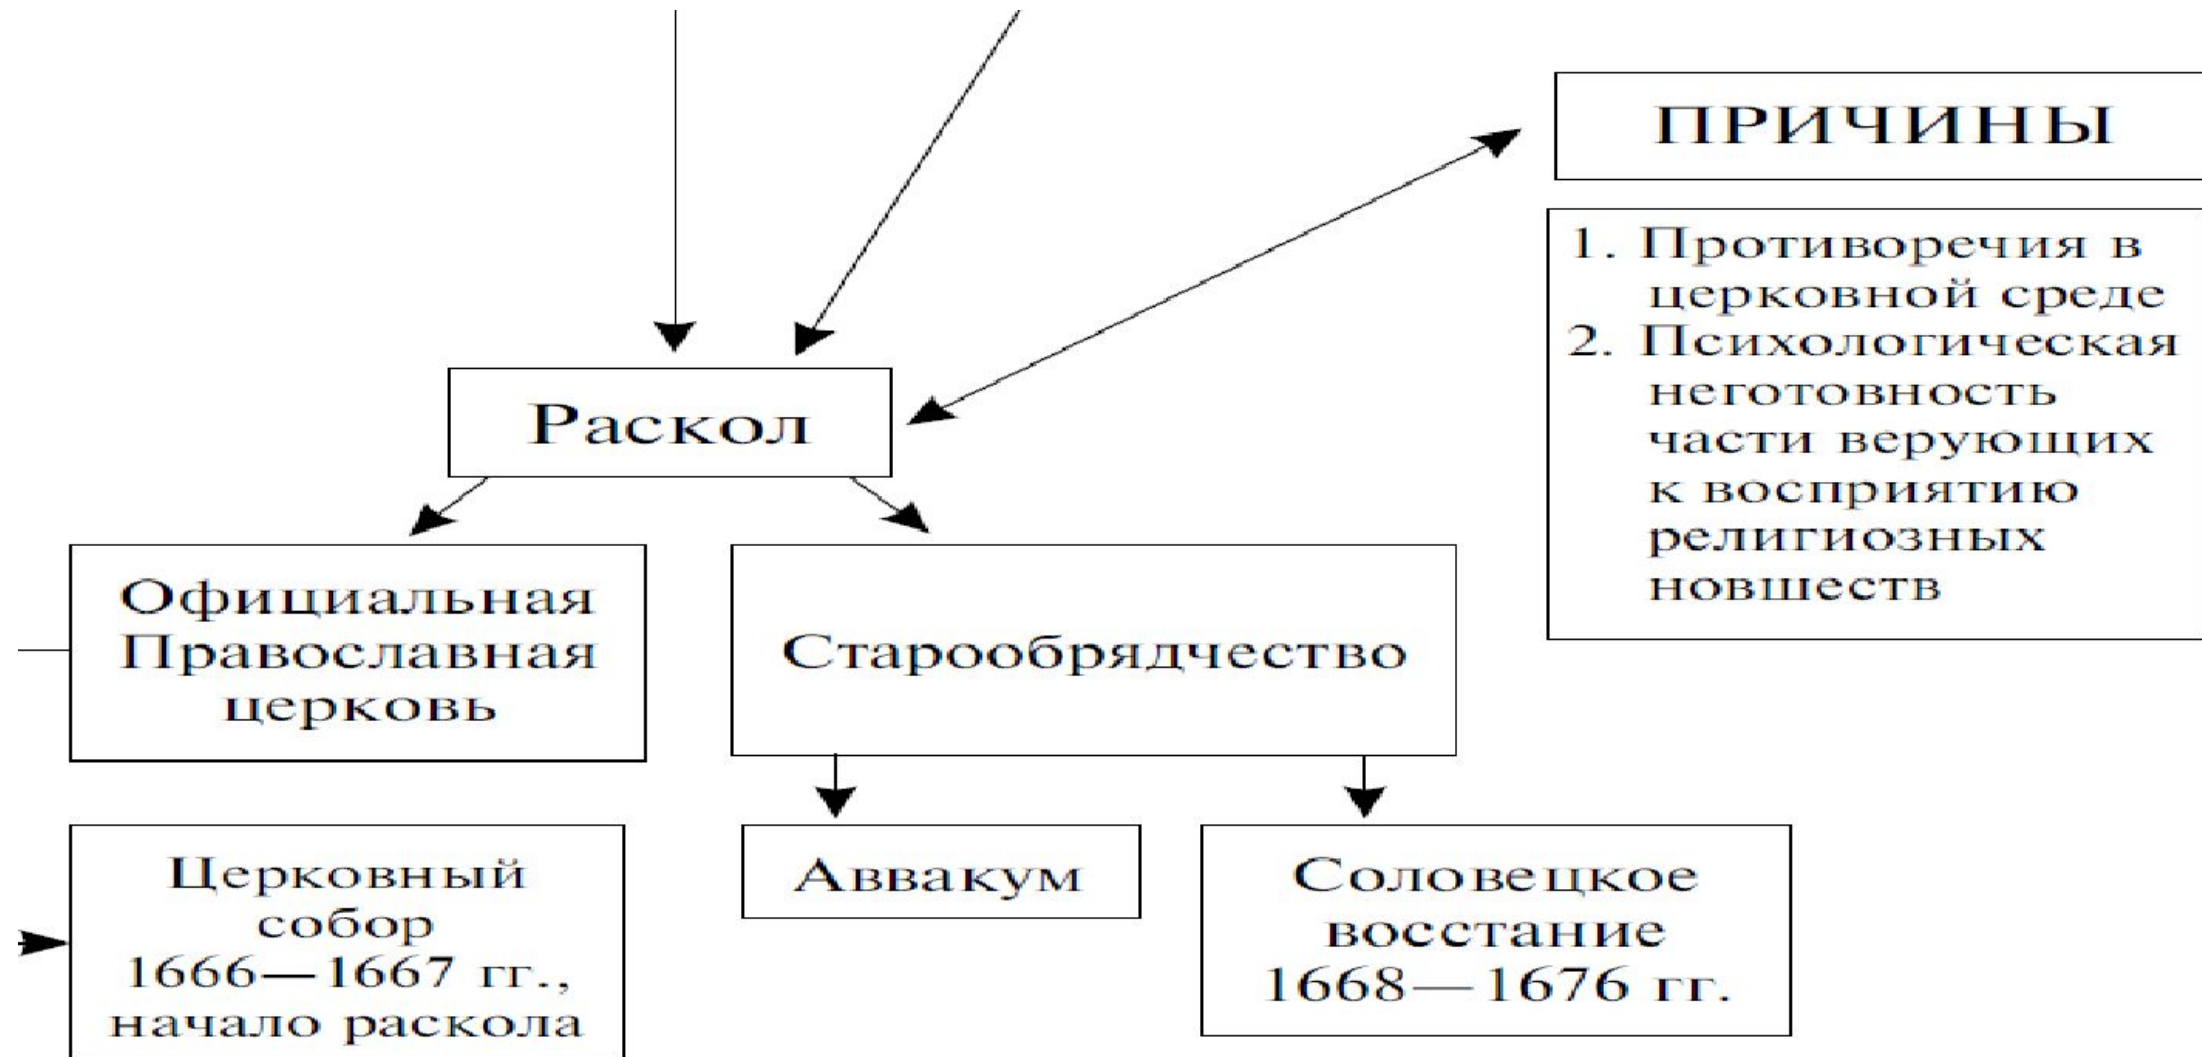 ПРИЧИНЫ
1. Противоречия в
церковной среде
2. Психологическая
неготовность
части верующих
к восприятию
религиозных
новшеств
Раскол
Официальная
Православная
церковь
Старообрядчество
Церковный
собор
1666—1667 гг.,
начало раскола
Аввакум
Соловецкое
восстание
1668—1676 гг.